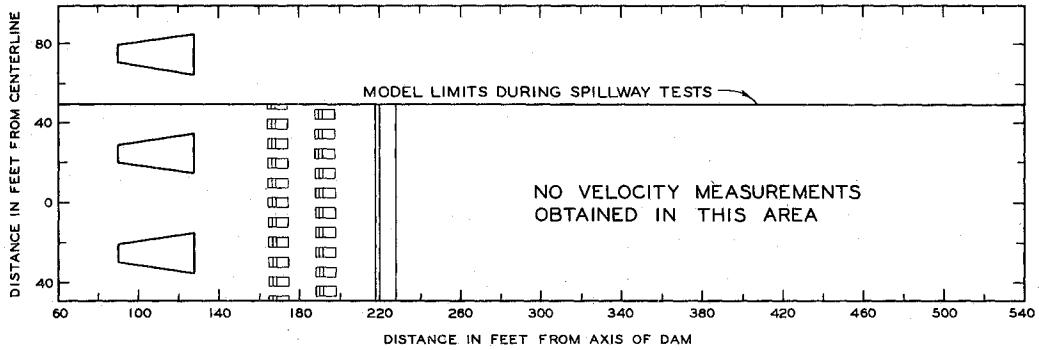 80
MODEL LIMITS DURING SPILLWAY TESTS
40
0
40
DISTANCE IN FEET FROM CENTERLINE
NO VELOCITY MEASUREMENTS
OBTAINED IN THIS AREA
60 100 140 180 220 260 300 340 380 420 460 500 540
DISTANCE IN FEET FROM AXIS OF DAM